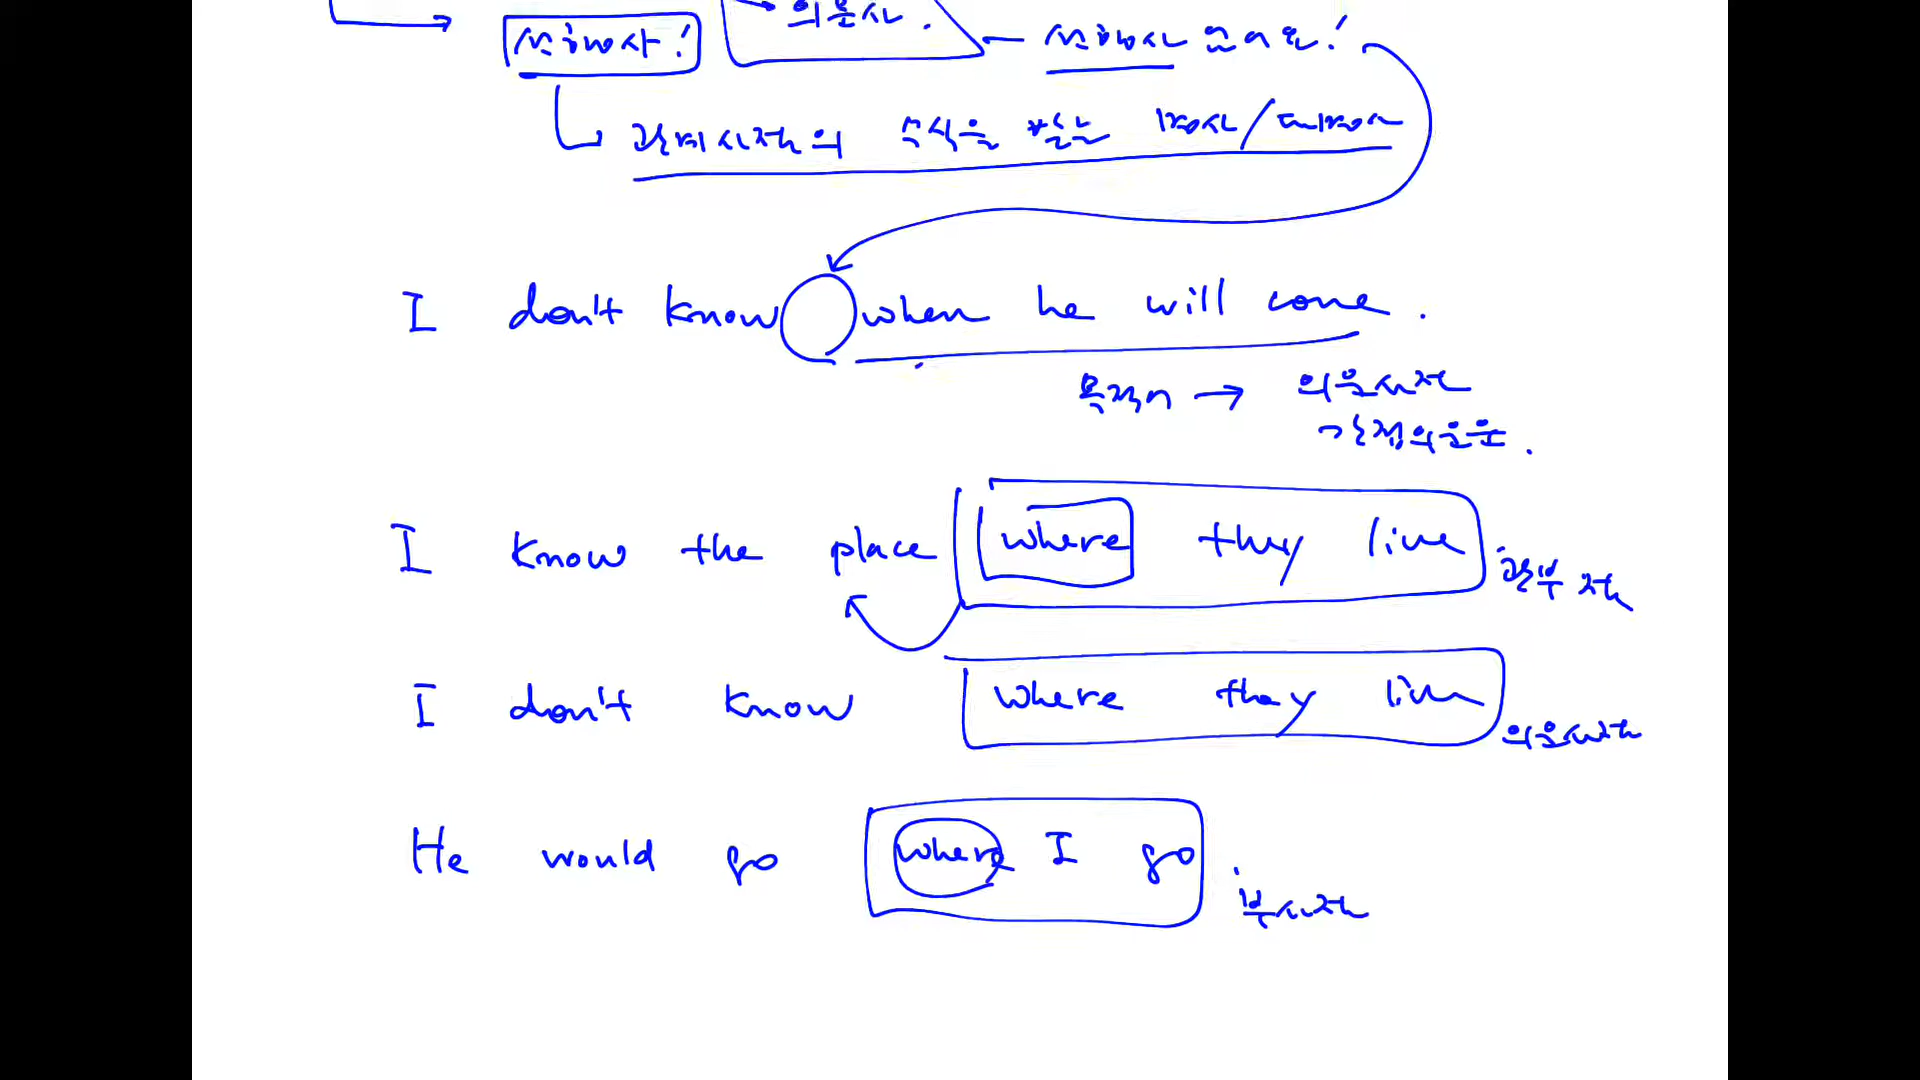 의문사.
선행사! ← 선행사 없어요!
관계사절의 수식을 받는 명사/대명사
I don't know when he will come.
목적어 → 의문사절
간접의문문.
I know the place where they live
관부절
I don't know where they live
의문사절
He would go where I go
부사절